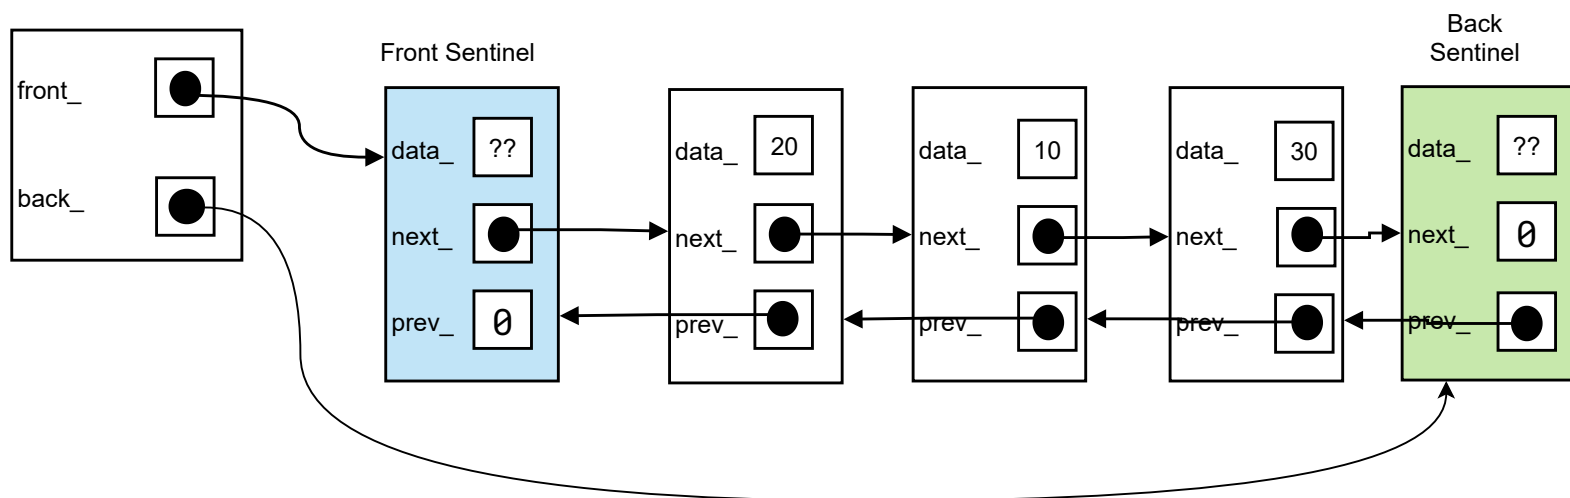 front_
back_
Front Sentinel
data_ ??
next_
prev_ 0
data_ 20
next_
prev_
data_ 10
next_
prev_
data_ 30
next_
prev_
Back
Sentinel
data_ ??
next_ 0
prev_